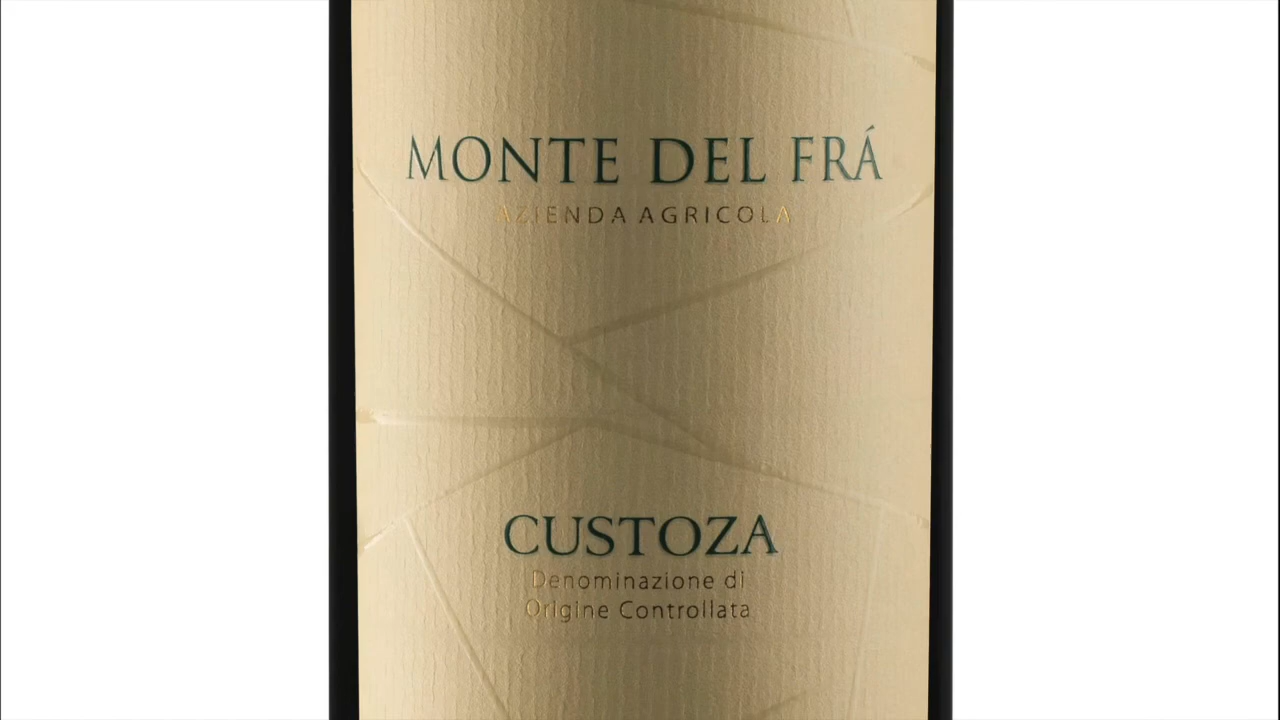 MONTE DEL FRÁ
AZIENDA AGRICOLA
CUSTOZA
Denominazione di
Origine Controllata